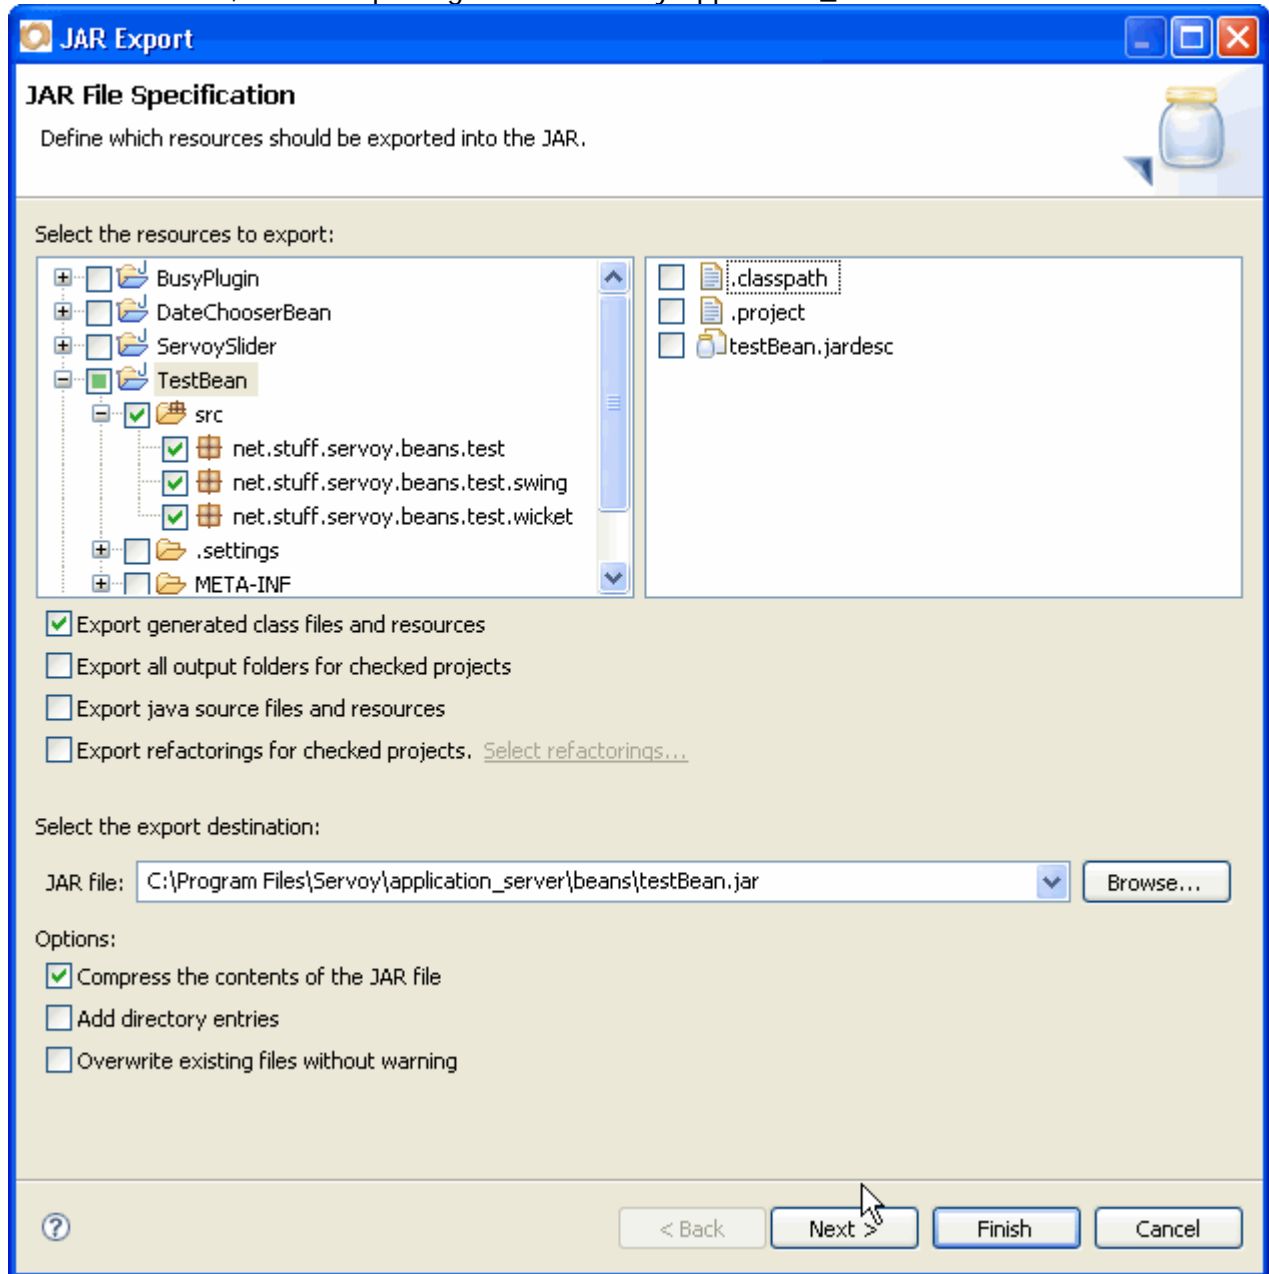 JAR Export
JAR File Specification
Define which resources should be exported into the JAR.
Select the resources to export:
BusyPlugin
DateChooserBean
ServoySlider
TestBean
src
net.stuff.servoy.beans.test
net.stuff.servoy.beans.test.swing
net.stuff.servoy.beans.test.wicket
.settings
META-INF
.classpath
.project
testBean.jardesc
Export generated class files and resources
Export all output folders for checked projects
Export java source files and resources
Export refactorings for checked projects. Select refactorings...
Select the export destination:
JAR file: C:\Program Files\Servoy\application_server\beans\testBean.jar Browse...
Options:
Compress the contents of the JAR file
Add directory entries
Overwrite existing files without warning
? < Back Next > Finish Cancel